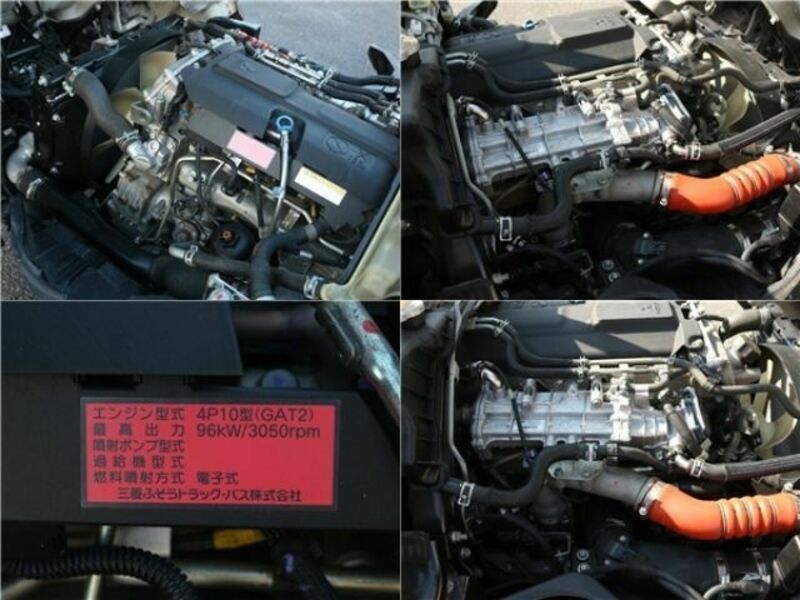 エンジン型式 4P10型(GAT2)
最高出力 96kW/3050rpm
噴射ポンプ型式
過給機型式
燃料噴射方式 電子式
三菱ふそうトラック・バス株式会社